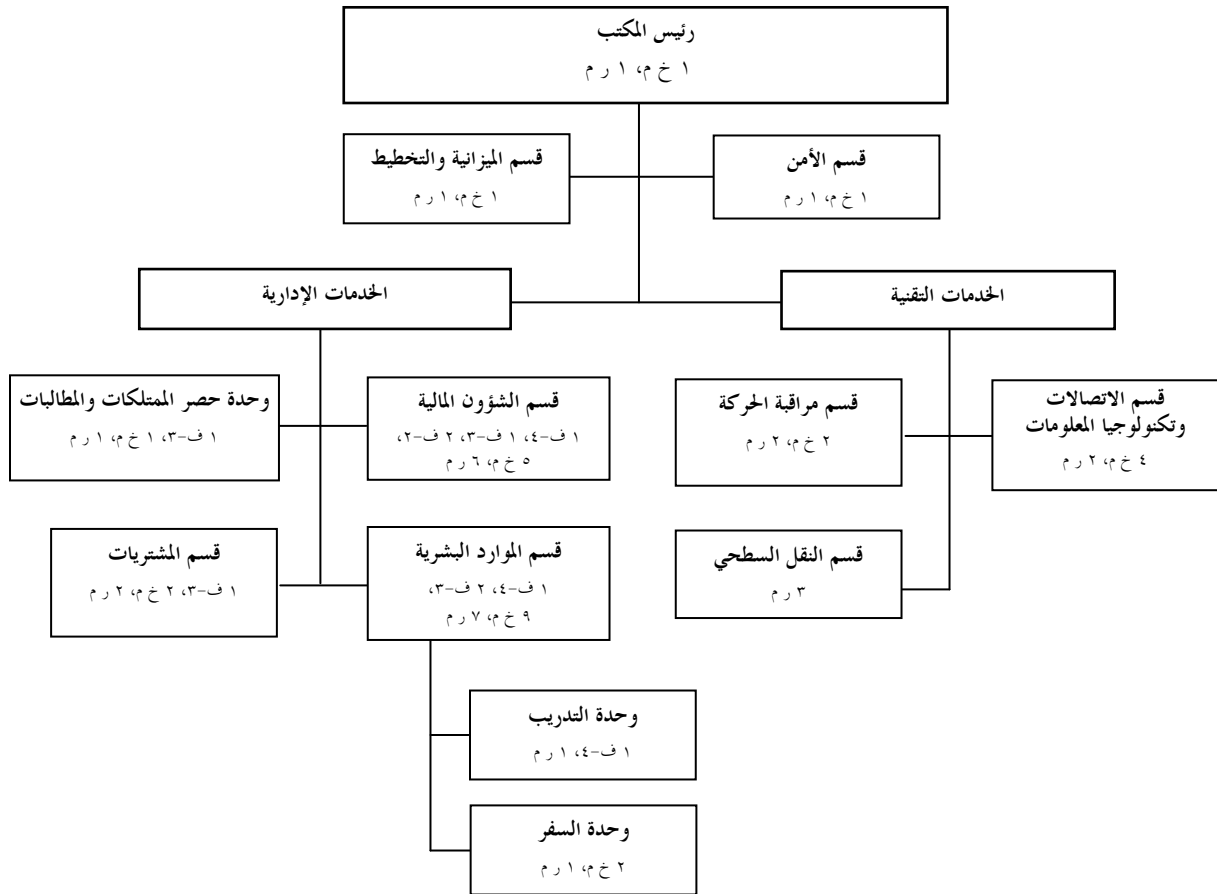 رئيس المكتب
١ خ م، ١ ر م
قسم الأمن
١ خ م، ١ ر م
قسم الميزانية والتخطيط
١ خ م، ١ ر م
الخدمات التقنية
الخدمات الإدارية
قسم الاتصالات
وتكنولوجيا المعلومات
٤ خ م، ٢ ر م
قسم مراقبة الحركة
٢ خ م، ٢ ر م
قسم الشؤون المالية
١ ف-٤، ١ ف-٣، ٢ ف-٢،
٥ خ م، ٦ ر م
وحدة حصر الممتلكات والمطالبات
١ ف-٣، ١ خ م، ١ ر م
قسم النقل السطحي
٣ ر م
قسم الموارد البشرية
١ ف-٤، ٢ ف-٣،
٩ خ م، ٧ ر م
قسم المشتريات
١ ف-٣، ٢ خ م، ٢ ر م
وحدة التدريب
١ ف-٤، ١ ر م
وحدة السفر
٢ خ م، ١ ر م